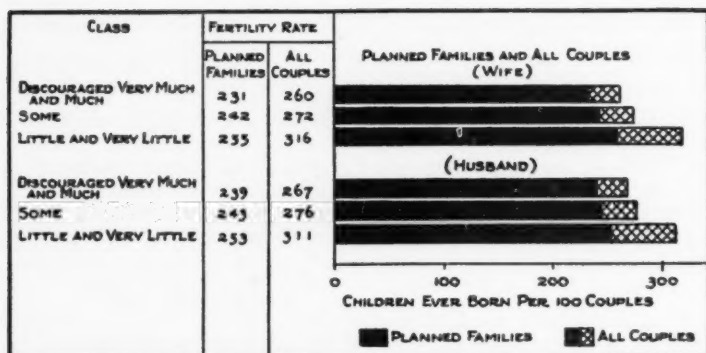 CLASS FERTILITY RATE
PLANNED FAMILIES ALL COUPLES
PLANNED FAMILIES AND ALL COUPLES
(WIFE)
DISCOURAGED VERY MUCH
AND MUCH 231 260
SOME 242 272
LITTLE AND VERY LITTLE 316
(HUSBAND)
DISCOURAGED VERY MUCH
AND MUCH 239 267
SOME 243 276
LITTLE AND VERY LITTLE 253 311
0 100 200 300
CHILDREN EVER BORN PER 100 COUPLES
PLANNED FAMILIES ALL COUPLES